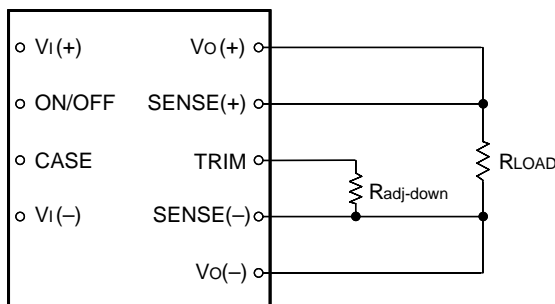 VI(+) VO(+)
ON/OFF SENSE(+)
CASE TRIM RLOAD
Radj-down
VI(–) SENSE(–)
VO(–)